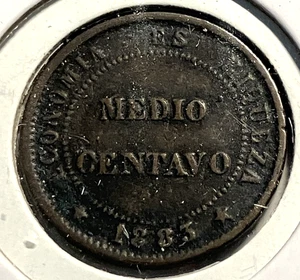 ECONOMIA ES RIQUEZA
MEDIO
CENTAVO
1883